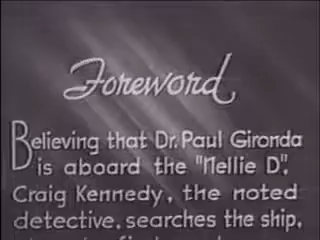 Foreword
Believing that Dr. Paul Gironda
is aboard the "Nellie D",
Craig Kennedy, the noted
detective, searches the ship,